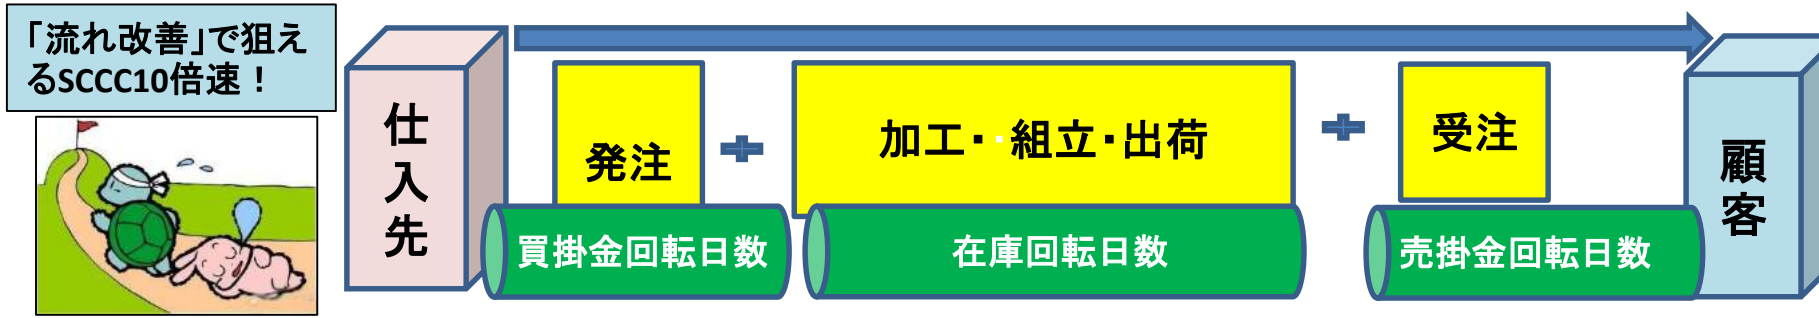 「流れ改善」で狙え
るSCCC10倍速！
仕入先
発注
加工・・組立・出荷
受注
顧客
買掛金回転日数
在庫回転日数
売掛金回転日数